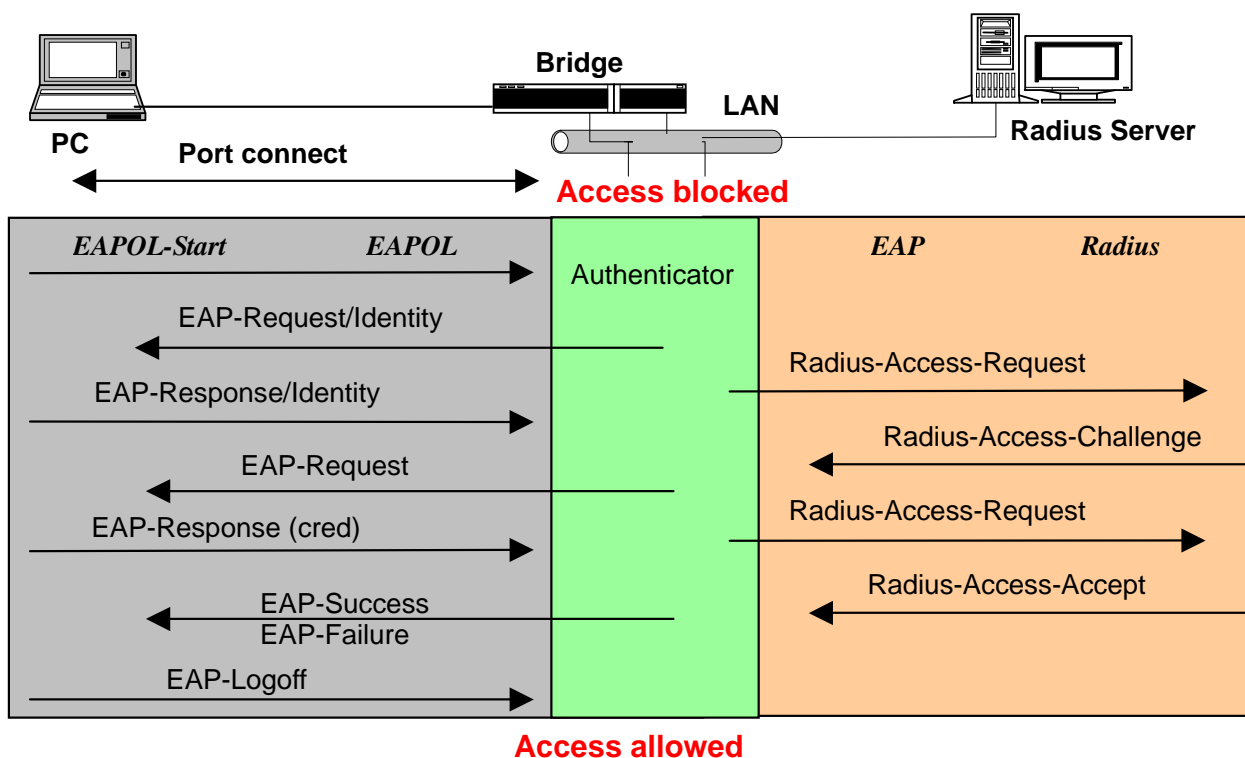 Bridge
LAN
PC
Radius Server
Port connect
Access blocked
EAPOL-Start EAPOL
Authenticator
EAP Radius
EAP-Request/Identity
Radius-Access-Request
EAP-Response/Identity
Radius-Access-Challenge
EAP-Request
Radius-Access-Request
EAP-Response (cred)
Radius-Access-Accept
EAP-Success
EAP-Failure
EAP-Logoff
Access allowed